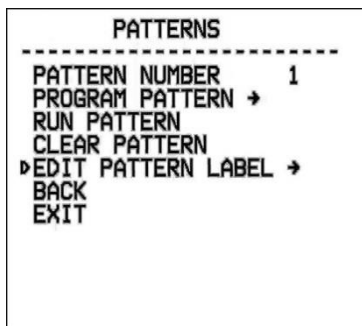 PATTERNS
------------------------
PATTERN NUMBER 1
PROGRAM PATTERN →
RUN PATTERN
CLEAR PATTERN
▷EDIT PATTERN LABEL →
BACK
EXIT